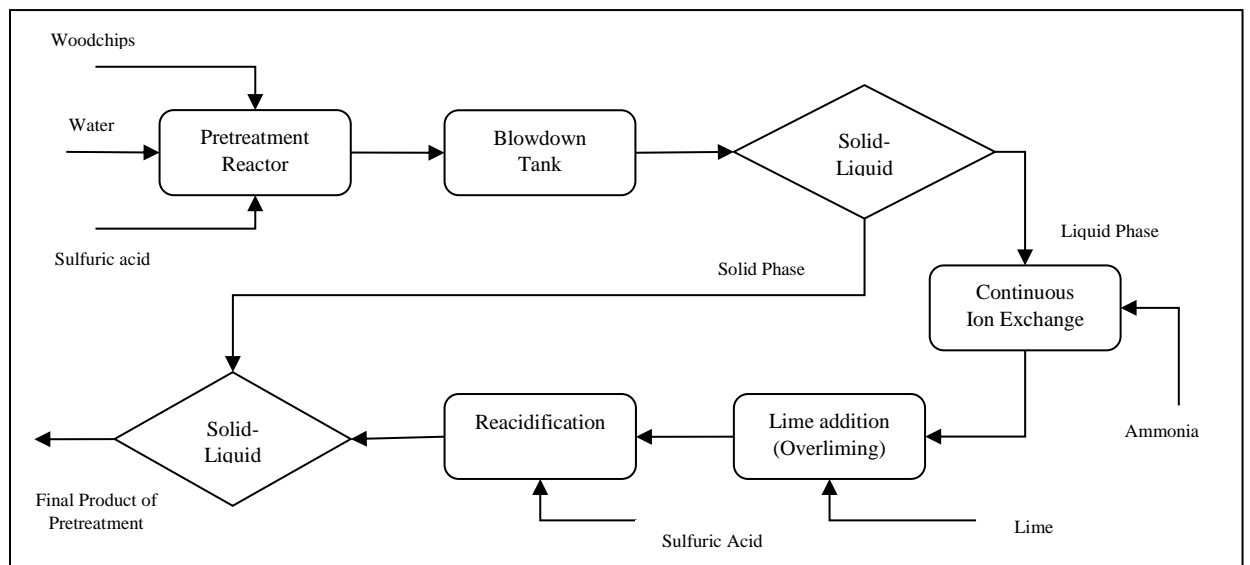 Woodchips
Water
Pretreatment
Reactor
Sulfuric acid
Blowdown
Tank
Solid-
Liquid
Liquid Phase
Solid Phase
Continuous
Ion Exchange
Ammonia
Lime addition
(Overliming)
Lime
Reacidification
Sulfuric Acid
Solid-
Liquid
Final Product of
Pretreatment